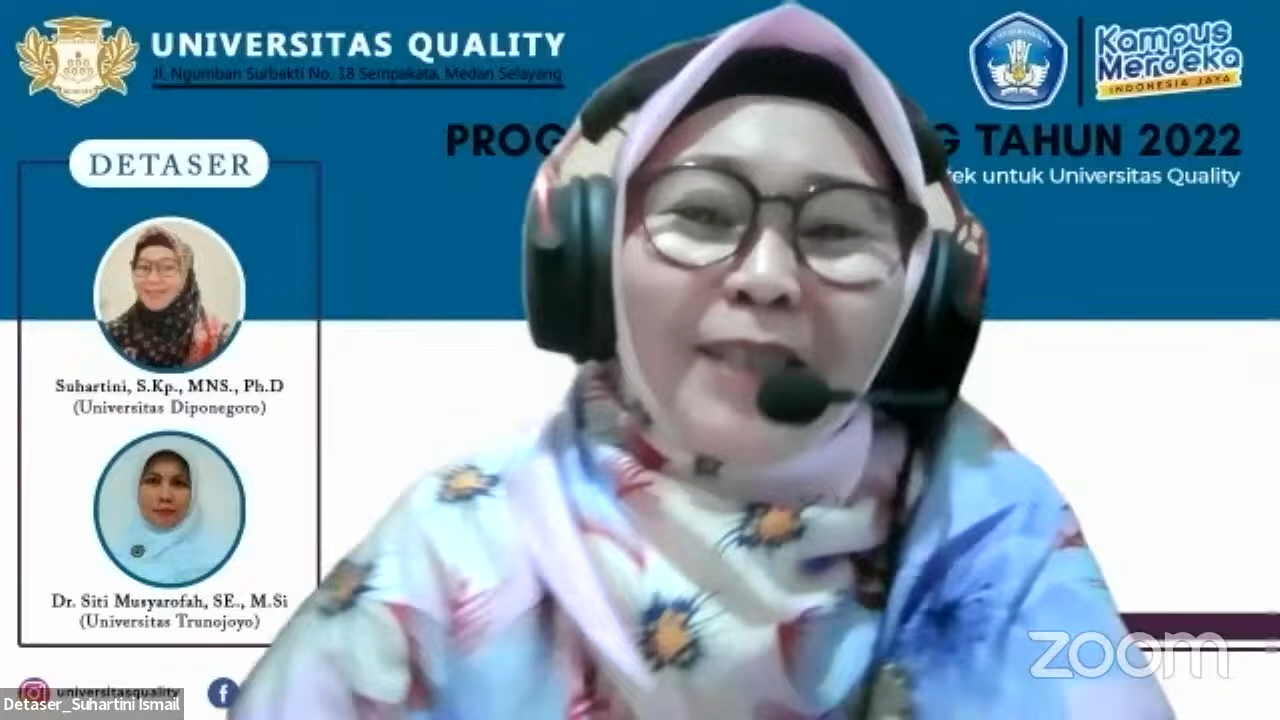 UNIVERSITAS QUALITY
Jl. Ngumban Surbakti No. 18 Sempakata, Medan Selayang
Kampus
Merdeka
INDONESIA JAYA
PROG
G TAHUN 2022
tek untuk Universitas Quality
DETASER
Suhartini, S.Kp., MNS., Ph.D
(Universitas Diponegoro)
Dr. Siti Musyarofah, SE., M.Si
(Universitas Trunojoyo)
universitasquality
Detaser_Suhartini Ismail
zoom